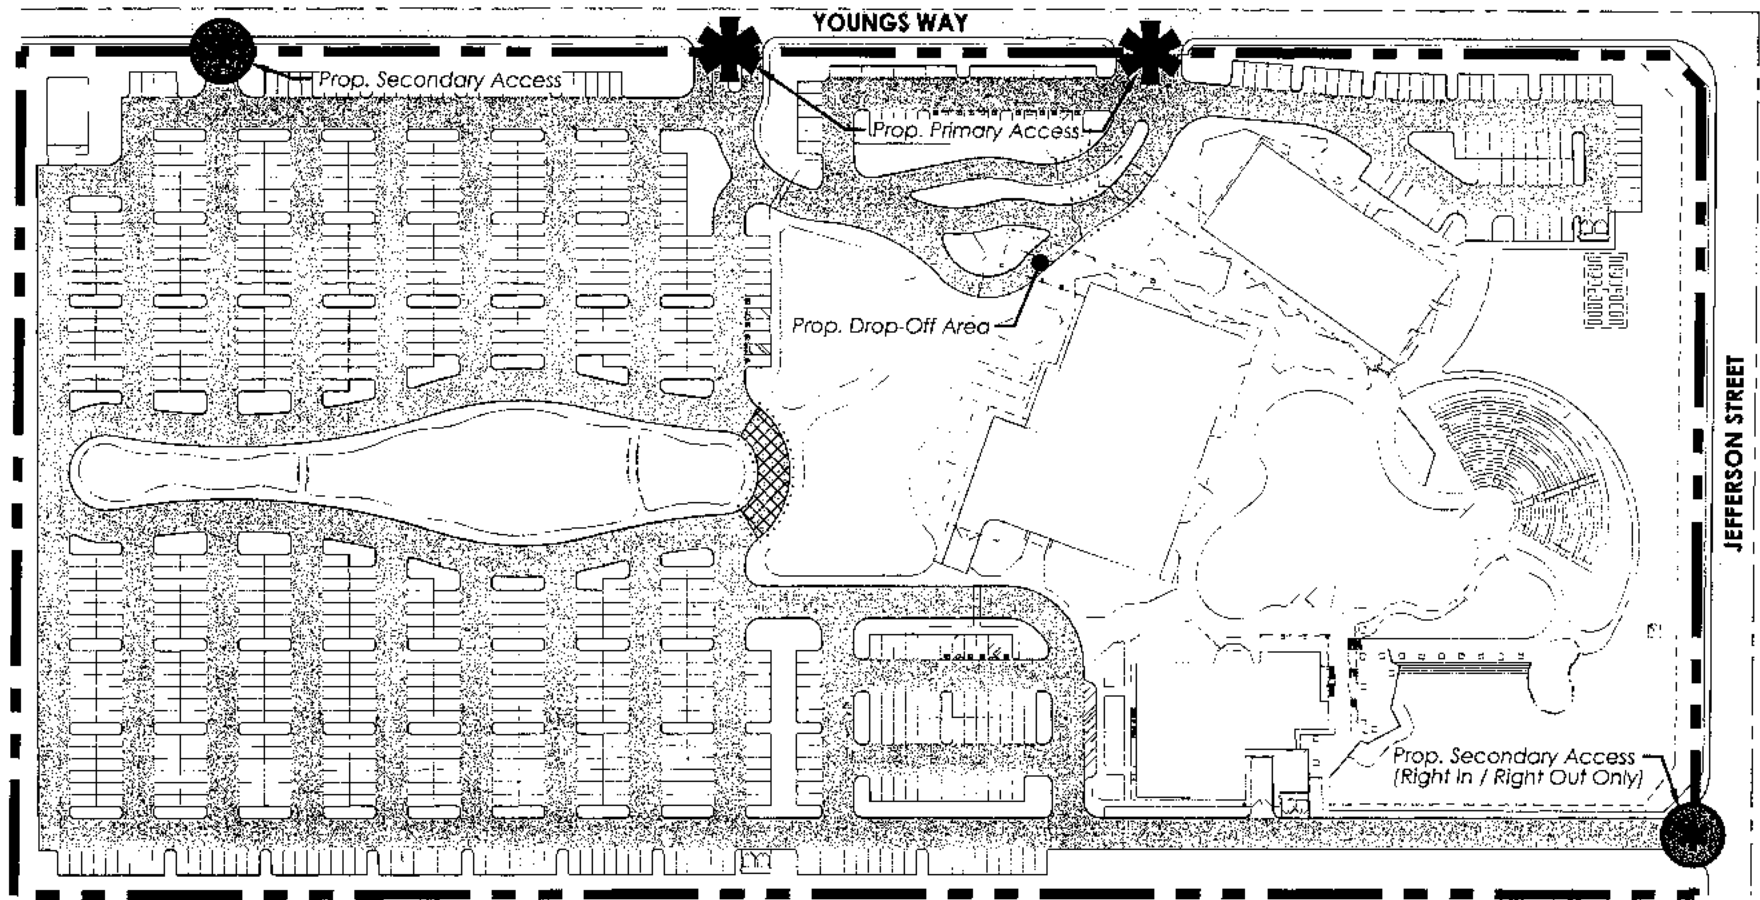 YOUNGS WAY
Prop. Secondary Access
Prop. Primary Access
Prop. Drop-Off Area
JEFFERSON STREET
Prop. Secondary Access
(Right In / Right Out Only)